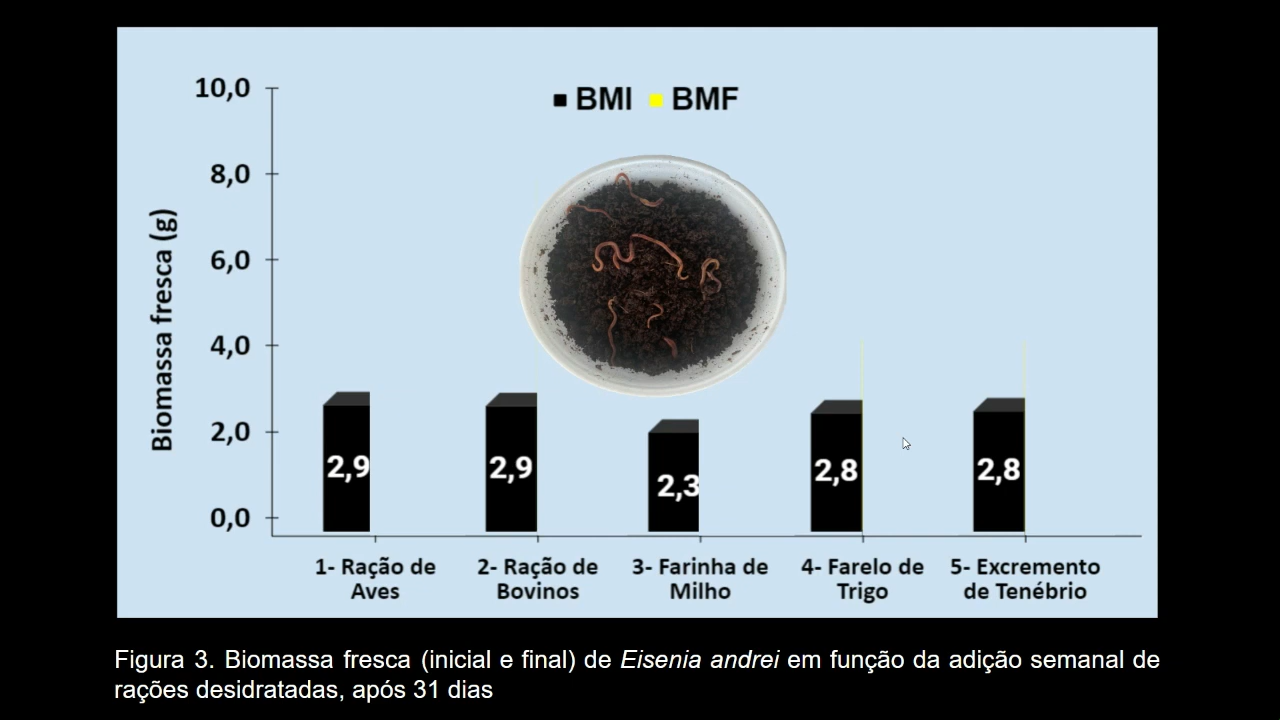 10,0
BMI BMF
8,0
6,0
4,0
2,0
0,0
Biomassa fresca (g)
2,9
2,9
2,3
2,8
2,8
1- Ração de
Aves
2- Ração de
Bovinos
3- Farinha de
Milho
4- Farelo de
Trigo
5- Excremento
de Tenébrio
Figura 3. Biomassa fresca (inicial e final) de Eisenia andrei em função da adição semanal de
rações desidratadas, após 31 dias